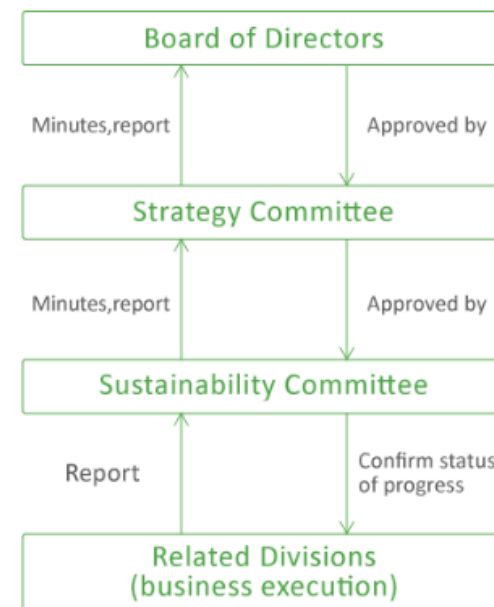 Board of Directors
Minutes,report
Approved by
Strategy Committee
Minutes,report
Approved by
Sustainability Committee
Report
Confirm status
of progress
Related Divisions
(business execution)